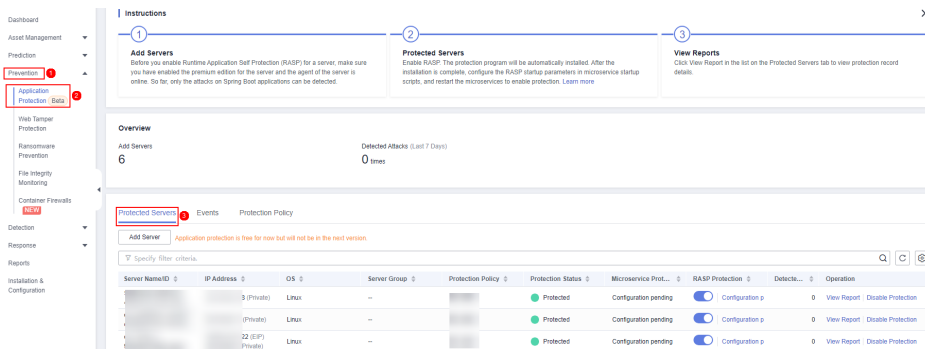 Dashboard
Asset Management
Prediction
Prevention 1
Application
Protection Beta 2
Web Tamper
Protection
Ransomware
Prevention
File Integrity
Monitoring
Container Firewalls
NEW
Detection
Response
Reports
Installation &
Configuration
Instructions
1
Add Servers
Before you enable Runtime Application Self Protection (RASP) for a server, make sure
you have enabled the premium edition for the server and the agent of the server is
online. So far, only the attacks on Spring Boot applications can be detected.
2
Protected Servers
Enable RASP. The protection program will be automatically installed. After the
installation is complete, configure the RASP startup parameters in microservice startup
scripts, and restart the microservices to enable protection. Learn more
3
View Reports
Click View Report in the list on the Protected Servers tab to view protection record
details.
Overview
Add Servers
6
Detected Attacks (Last 7 Days)
0 times
Protected Servers 3 Events Protection Policy
Add Server Application protection is free for now but will not be in the next version.
Specify filter criteria.
Server Name/ID IP Address OS Server Group Protection Policy Protection Status Microservice Prot... RASP Protection Detecte... Operation
3 (Private) Linux -- Protected Configuration pending Configuration p 0 View Report Disable Protection
(Private) Linux -- Protected Configuration pending Configuration p 0 View Report Disable Protection
22 (EIP)
Private) Linux -- Protected Configuration pending Configuration p 0 View Report Disable Protection